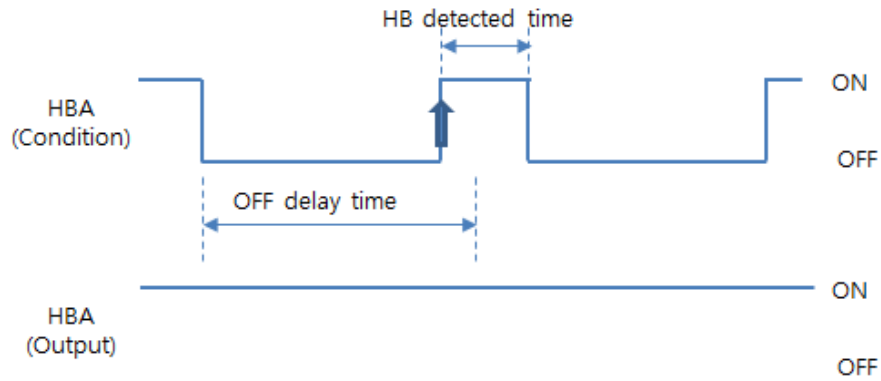 HB detected time
HBA
(Condition)
ON
OFF
OFF delay time
HBA
(Output)
ON
OFF